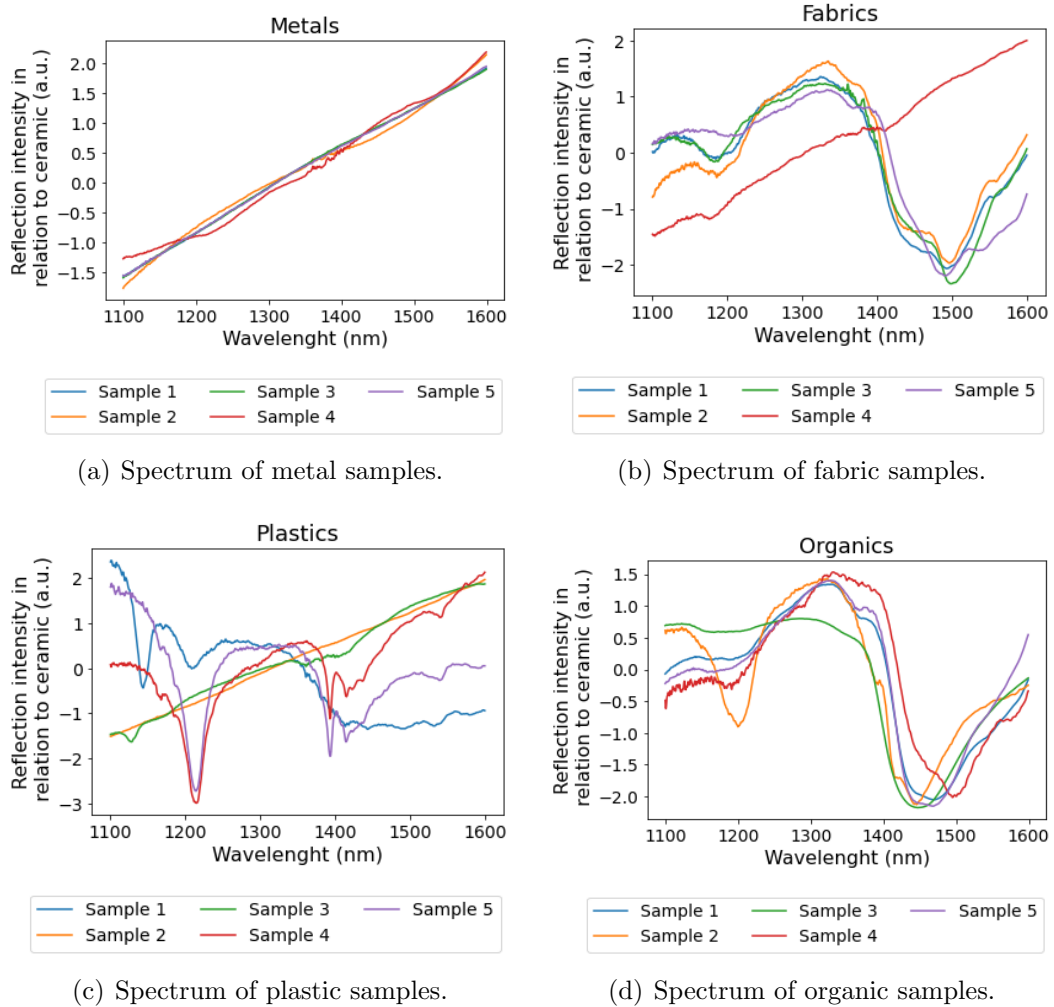 Metals
Reflection intensity in
relation to ceramic (a.u.)
2.0
1.5
1.0
0.5
0.0
−0.5
−1.0
−1.5
1100 1200 1300 1400 1500 1600
Wavelenght (nm)
Sample 1 Sample 3 Sample 5
Sample 2 Sample 4
(a) Spectrum of metal samples.
Fabrics
Reflection intensity in
relation to ceramic (a.u.)
2
1
0
−1
−2
1100 1200 1300 1400 1500 1600
Wavelenght (nm)
Sample 1 Sample 3 Sample 5
Sample 2 Sample 4
(b) Spectrum of fabric samples.
Plastics
Reflection intensity in
relation to ceramic (a.u.)
2
1
0
−1
−2
−3
1100 1200 1300 1400 1500 1600
Wavelenght (nm)
Sample 1 Sample 3 Sample 5
Sample 2 Sample 4
(c) Spectrum of plastic samples.
Organics
Reflection intensity in
relation to ceramic (a.u.)
1.5
1.0
0.5
0.0
−0.5
−1.0
−1.5
−2.0
1100 1200 1300 1400 1500 1600
Wavelenght (nm)
Sample 1 Sample 3 Sample 5
Sample 2 Sample 4
(d) Spectrum of organic samples.